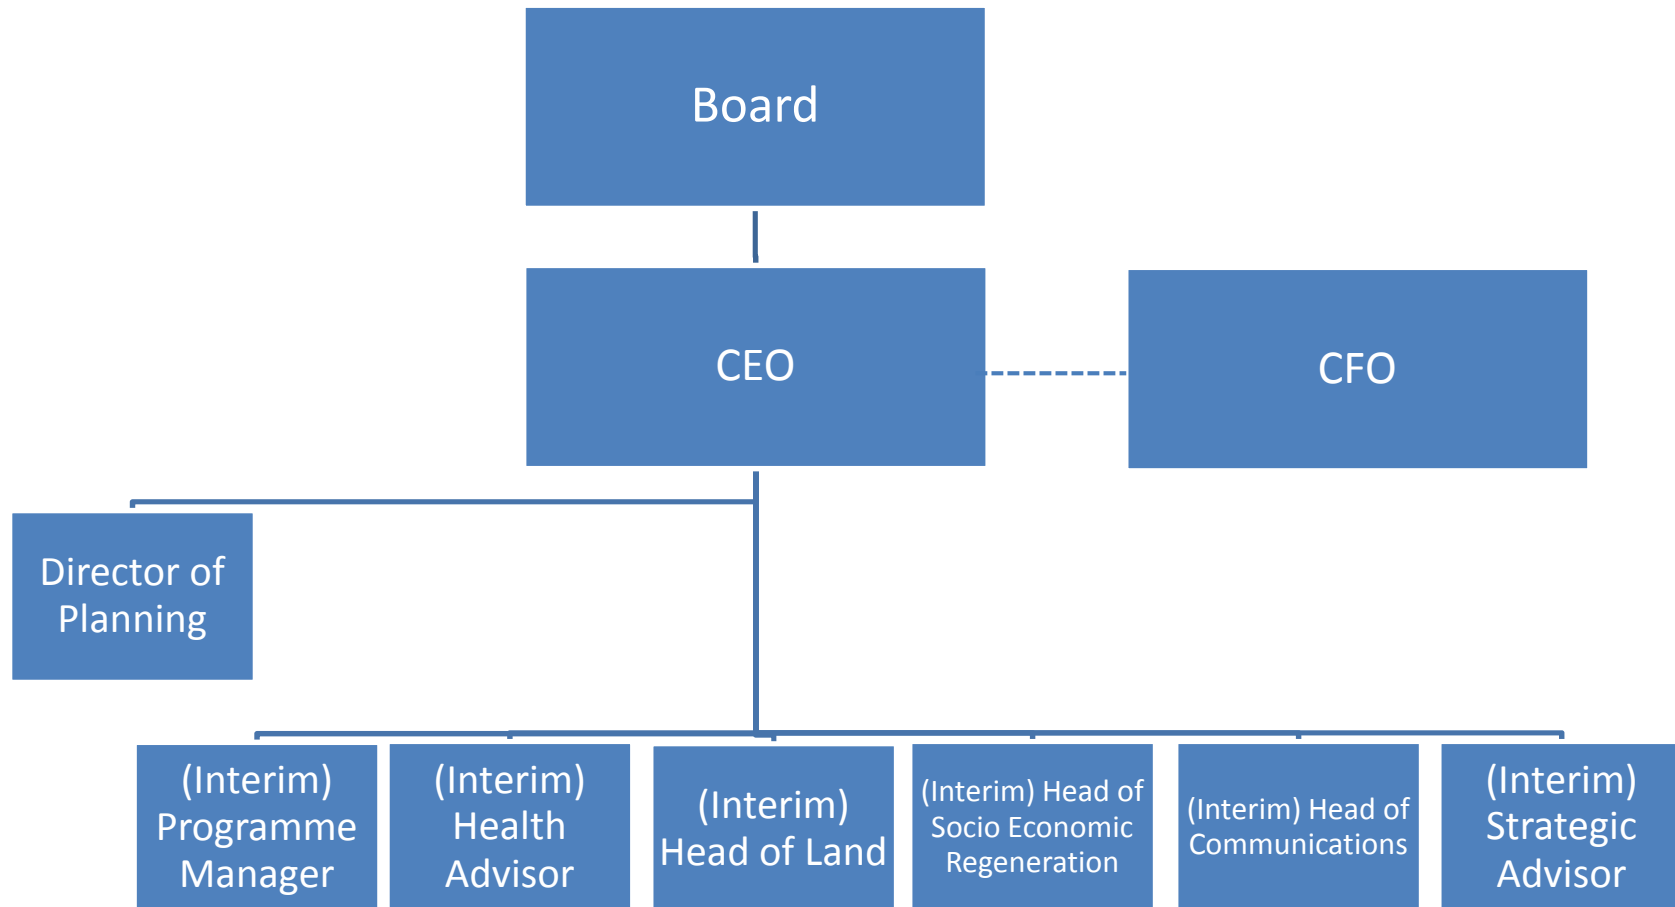 Board
CEO
CFO
Director of
Planning
(Interim)
Programme
Manager
(Interim)
Health
Advisor
(Interim)
Head of Land
(Interim) Head of
Socio Economic
Regeneration
(Interim) Head of
Communications
(Interim)
Strategic
Advisor